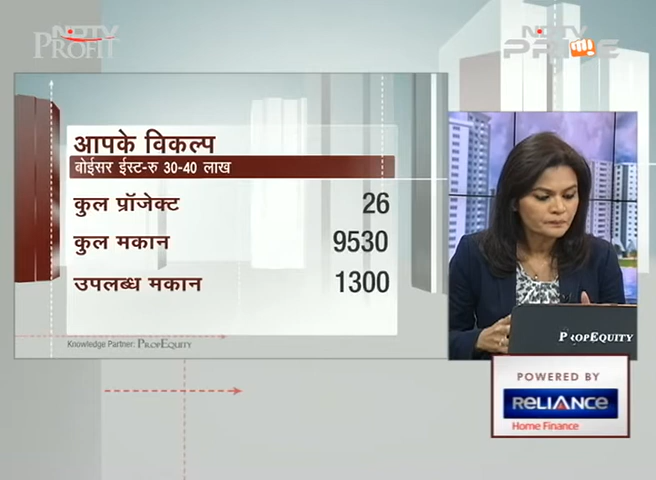 NDTV
PROFIT
NDTV
PRIME
आपके विकल्प
बोईसर ईस्ट-रु 30-40 लाख
कुल प्रॉजेक्ट 26
कुल मकान 9530
उपलब्ध मकान 1300
Knowledge Partner: PROPEQUITY
PROPEQUITY
POWERED BY
RELIANCE
Home Finance